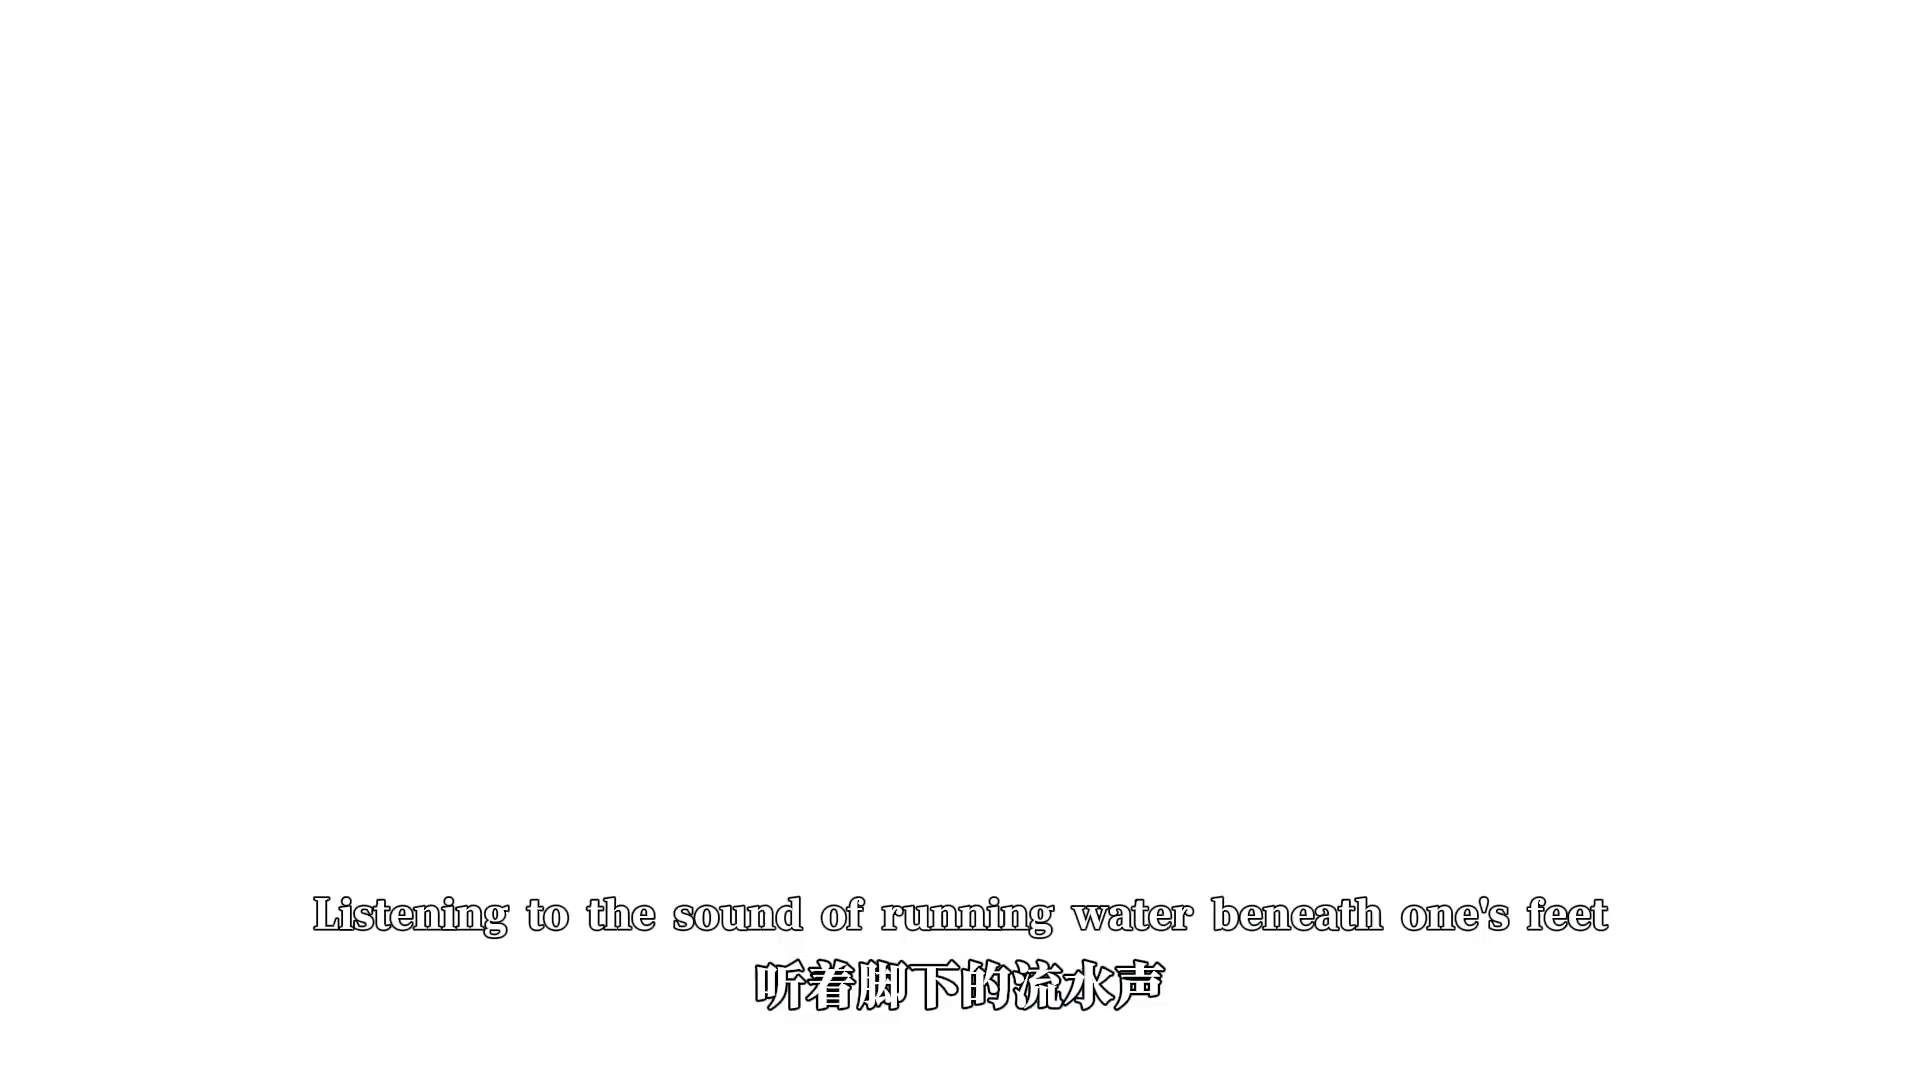 Listening to the sound of running water beneath one's feet
听着脚下的流水声